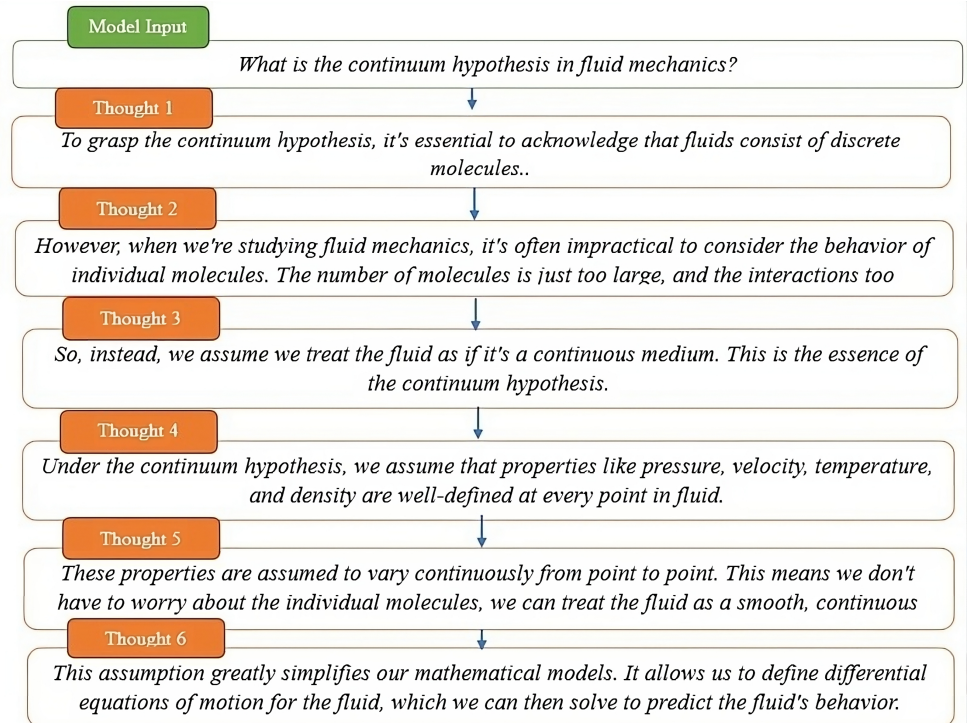 Model Input
What is the continuum hypothesis in fluid mechanics?
Thought 1
To grasp the continuum hypothesis, it's essential to acknowledge that fluids consist of discrete
molecules..
Thought 2
However, when we're studying fluid mechanics, it's often impractical to consider the behavior of
individual molecules. The number of molecules is just too large, and the interactions too
Thought 3
So, instead, we assume we treat the fluid as if it's a continuous medium. This is the essence of
the continuum hypothesis.
Thought 4
Under the continuum hypothesis, we assume that properties like pressure, velocity, temperature,
and density are well-defined at every point in fluid.
Thought 5
These properties are assumed to vary continuously from point to point. This means we don't
have to worry about the individual molecules, we can treat the fluid as a smooth, continuous
Thought 6
This assumption greatly simplifies our mathematical models. It allows us to define differential
equations of motion for the fluid, which we can then solve to predict the fluid's behavior.